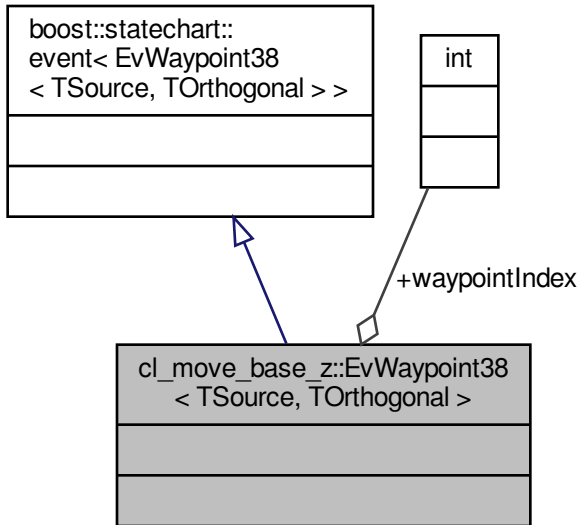 boost::statechart::
event< EvWaypoint38
< TSource, TOrthogonal > >
int
+waypointIndex
cl_move_base_z::EvWaypoint38
< TSource, TOrthogonal >